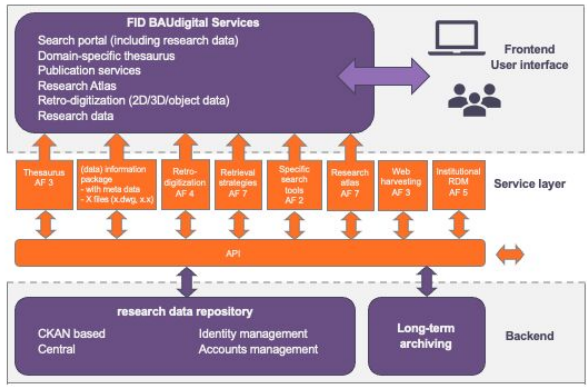 FID BAUdigital Services
Search portal (including research data)
Domain-specific thesaurus
Publication services
Research Atlas
Retro-digitization (2D/3D/object data)
Research data
Frontend
User interface
Thesaurus
AF 3
(data) information
package
- with meta data
- X.files (x.dwg, x.x)
Retro-
digitization
AF 4
Retrieval
strategies
AF 7
Specific
search
tools
AF 2
Research
atlas
AF 7
Web
harvesting
AF 3
Institutional
RDM
AF 5
Service layer
API
research data repository
CKAN based
Identity management
Central
Accounts management
Long-term
archiving
Backend